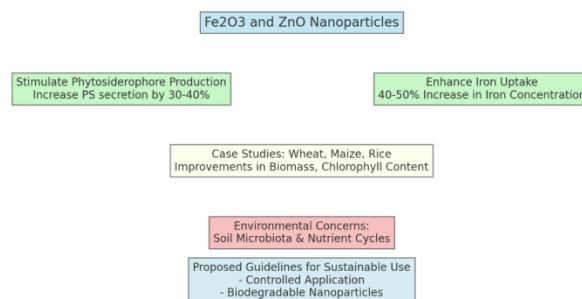 Fe2O3 and ZnO Nanoparticles
Stimulate Phytosiderophore Production
Increase PS secretion by 30-40%
Enhance Iron Uptake
40-50% Increase in Iron Concentration
Case Studies: Wheat, Maize, Rice
Improvements in Biomass, Chlorophyll Content
Environmental Concerns:
Soil Microbiota & Nutrient Cycles
Proposed Guidelines for Sustainable Use
- Controlled Application
- Biodegradable Nanoparticles